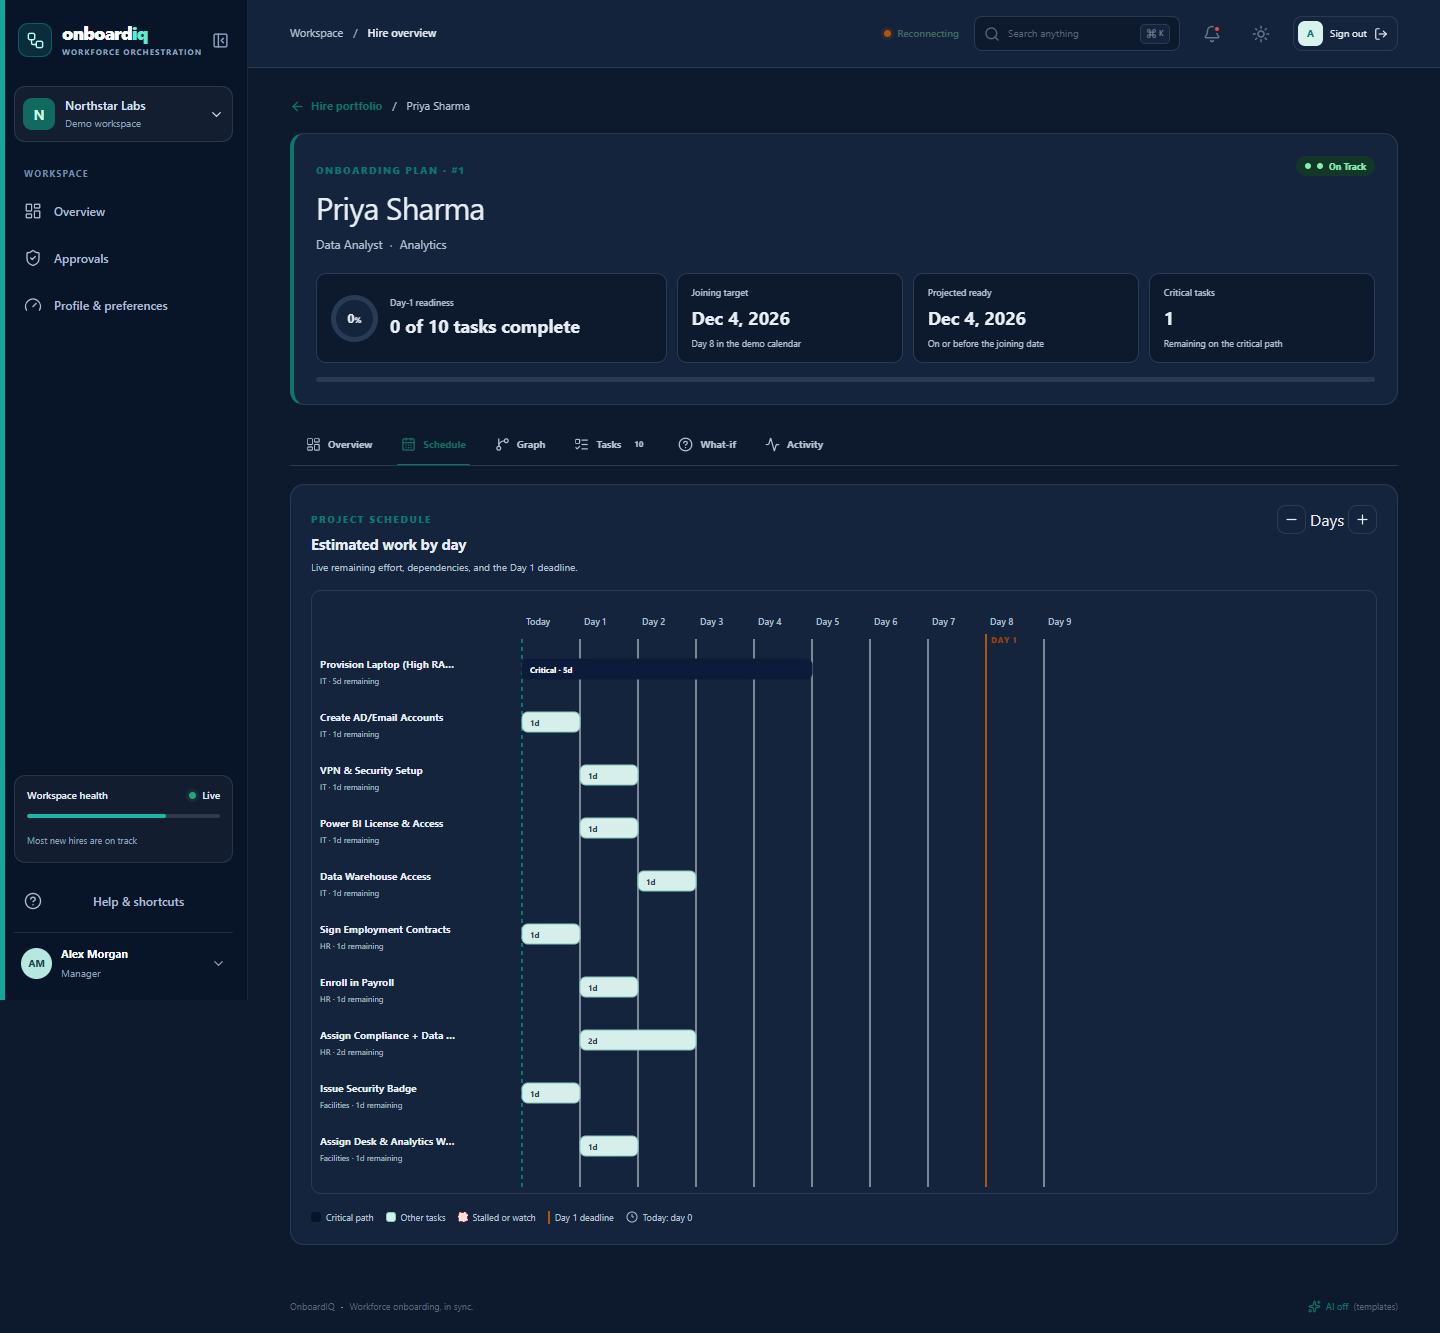 onboardiq
WORKFORCE ORCHESTRATION
N
Northstar Labs
Demo workspace
WORKSPACE
Overview
Approvals
Profile & preferences
Workspace health
Live
Most new hires are on track
Help & shortcuts
AM
Alex Morgan
Manager
Workspace / Hire overview
Reconnecting
Search anything
⌘ K
A
Sign out
Hire portfolio / Priya Sharma
ONBOARDING PLAN · #1
On Track
Priya Sharma
Data Analyst · Analytics
0%
Day-1 readiness
0 of 10 tasks complete
Joining target
Dec 4, 2026
Day 8 in the demo calendar
Projected ready
Dec 4, 2026
On or before the joining date
Critical tasks
1
Remaining on the critical path
Overview
Schedule
Graph
Tasks 10
What-if
Activity
PROJECT SCHEDULE
Estimated work by day
Live remaining effort, dependencies, and the Day 1 deadline.
Days
Today Day 1 Day 2 Day 3 Day 4 Day 5 Day 6 Day 7 Day 8 Day 9
DAY 1
Provision Laptop (High RA...
IT · 5d remaining
Critical · 5d
Create AD/Email Accounts
IT · 1d remaining
1d
VPN & Security Setup
IT · 1d remaining
1d
Power BI License & Access
IT · 1d remaining
1d
Data Warehouse Access
IT · 1d remaining
1d
Sign Employment Contracts
HR · 1d remaining
1d
Enroll in Payroll
HR · 1d remaining
1d
Assign Compliance + Data ...
HR · 2d remaining
2d
Issue Security Badge
Facilities · 1d remaining
1d
Assign Desk & Analytics W...
Facilities · 1d remaining
1d
Critical path
Other tasks
Stalled or watch
Day 1 deadline
Today: day 0
OnboardIQ · Workforce onboarding, in sync.
AI off (templates)